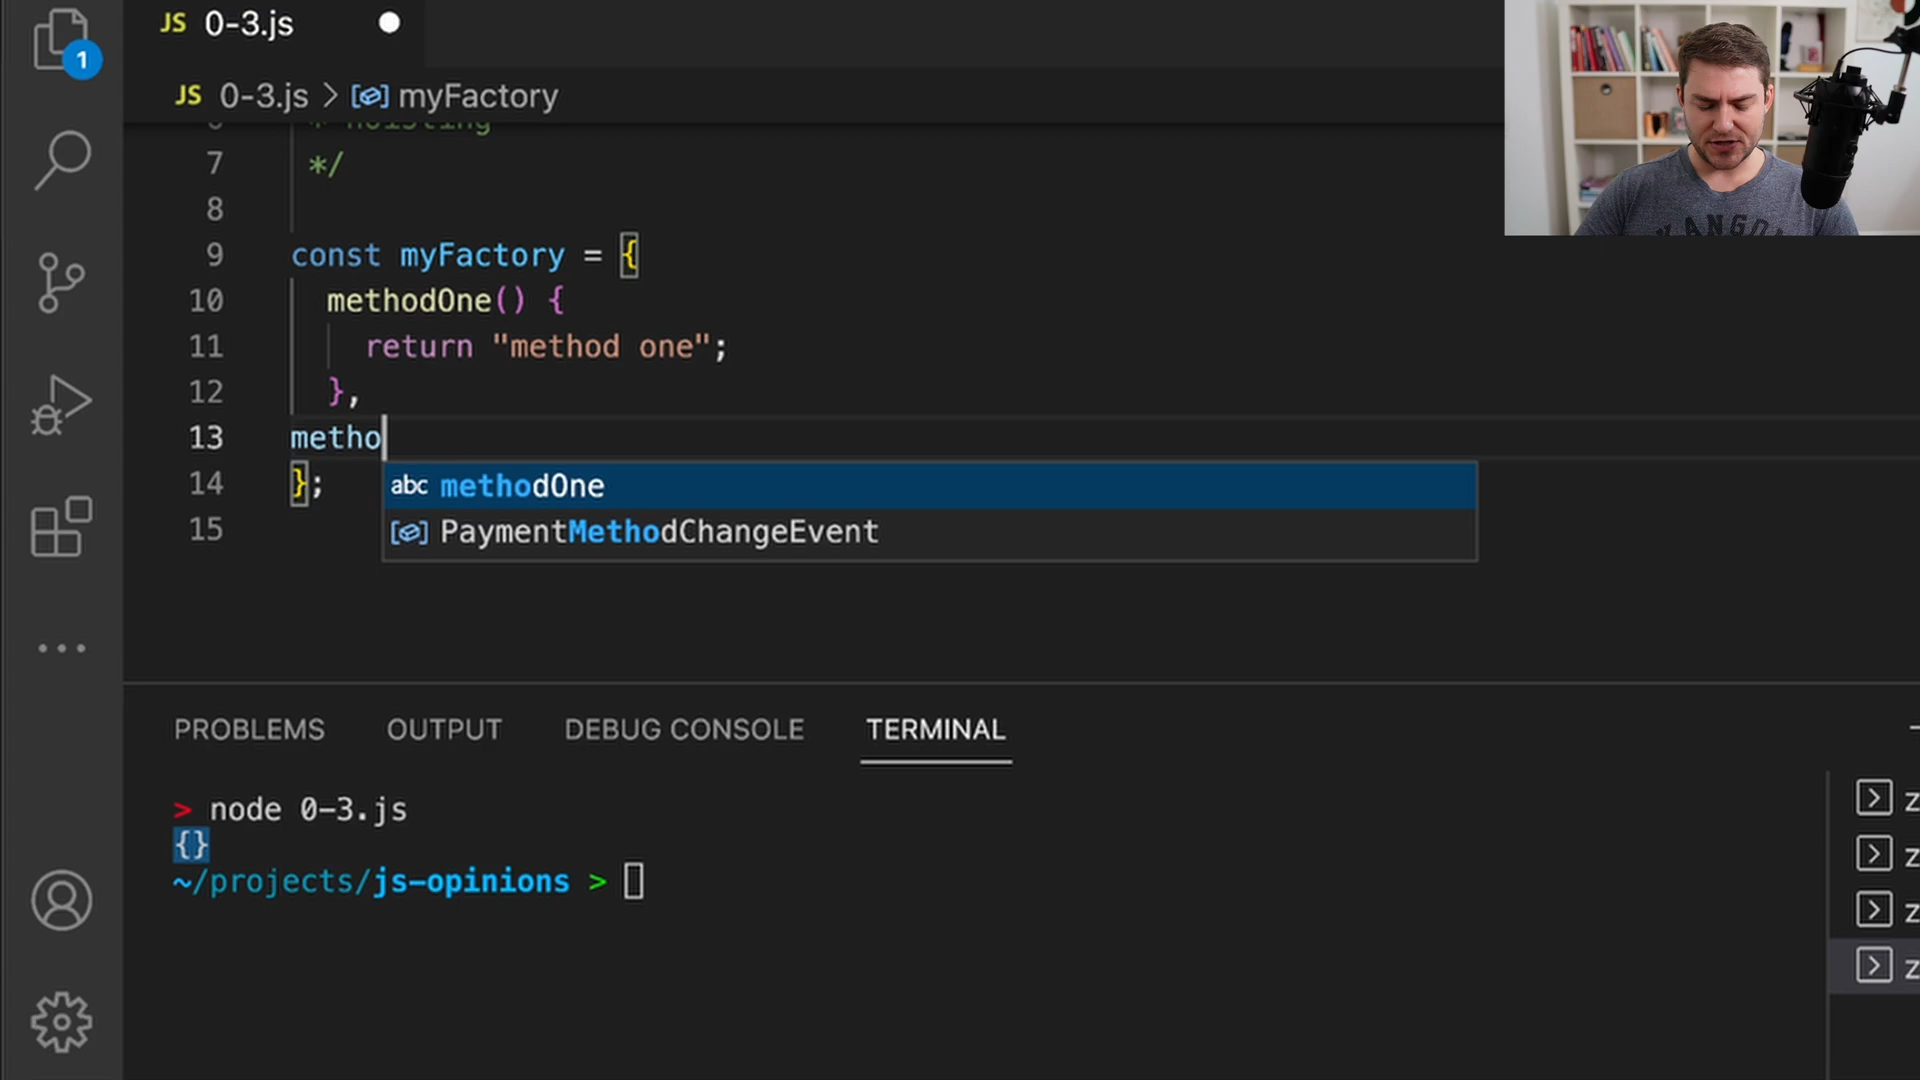 JS 0-3.js
1
JS 0-3.js > myFactory
* hoisting
7 */
8
9 const myFactory = {
10 methodOne() {
11 return "method one";
12 },
13 metho
abc methodOne
PaymentMethodChangeEvent
14 };
15
PROBLEMS OUTPUT DEBUG CONSOLE TERMINAL
> node 0-3.js
{}
~/projects/js-opinions >
z
z
z
z